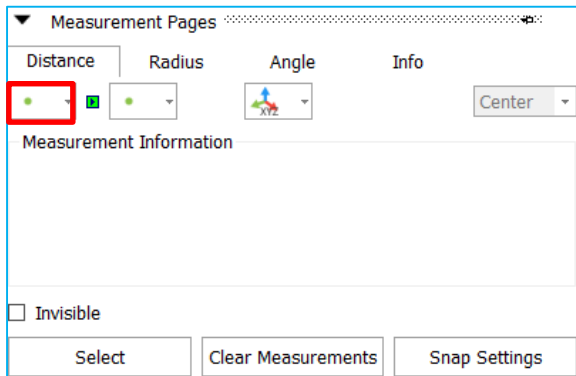 Measurement Pages
Distance Radius Angle Info
XYZ Center
Measurement Information
Invisible
Select Clear Measurements Snap Settings